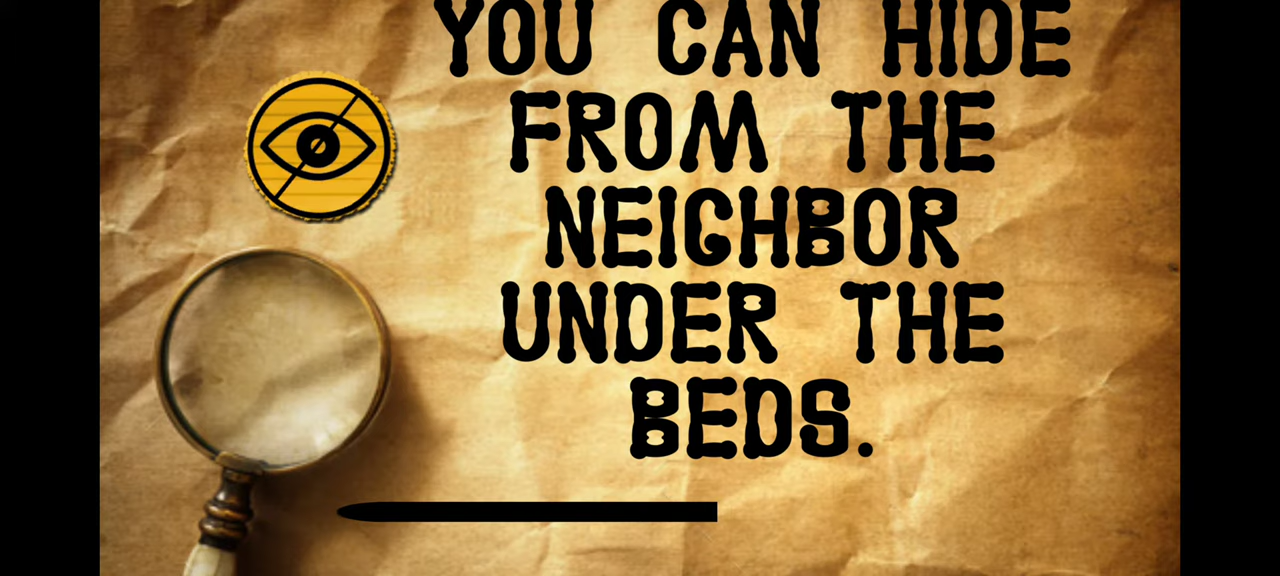 YOU CAN HIDE
FROM THE
NEIGHBOR
UNDER THE
BEDS.